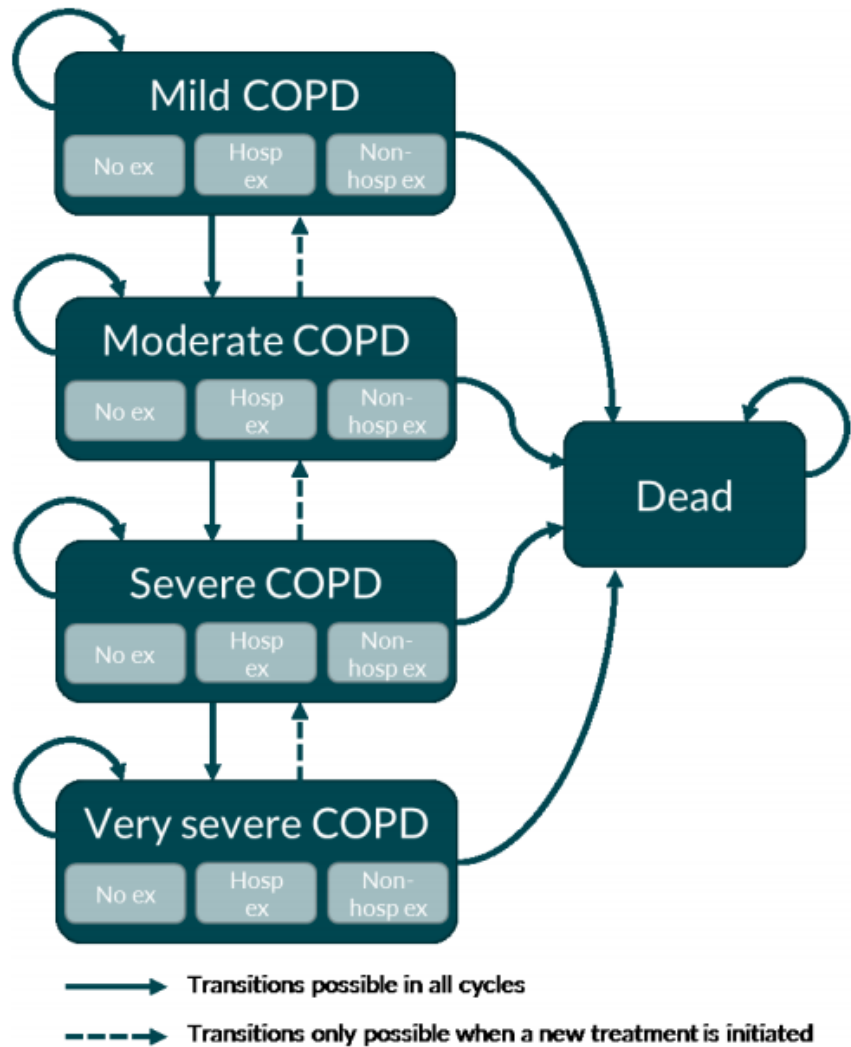 Mild COPD
No ex
Hosp
ex
Non-
hosp ex
Moderate COPD
No ex
Hosp
ex
Non-
hosp ex
Dead
Severe COPD
No ex
Hosp
ex
Non-
hosp ex
Very severe COPD
No ex
Hosp
ex
Non-
hosp ex
Transitions possible in all cycles
Transitions only possible when a new treatment is initiated